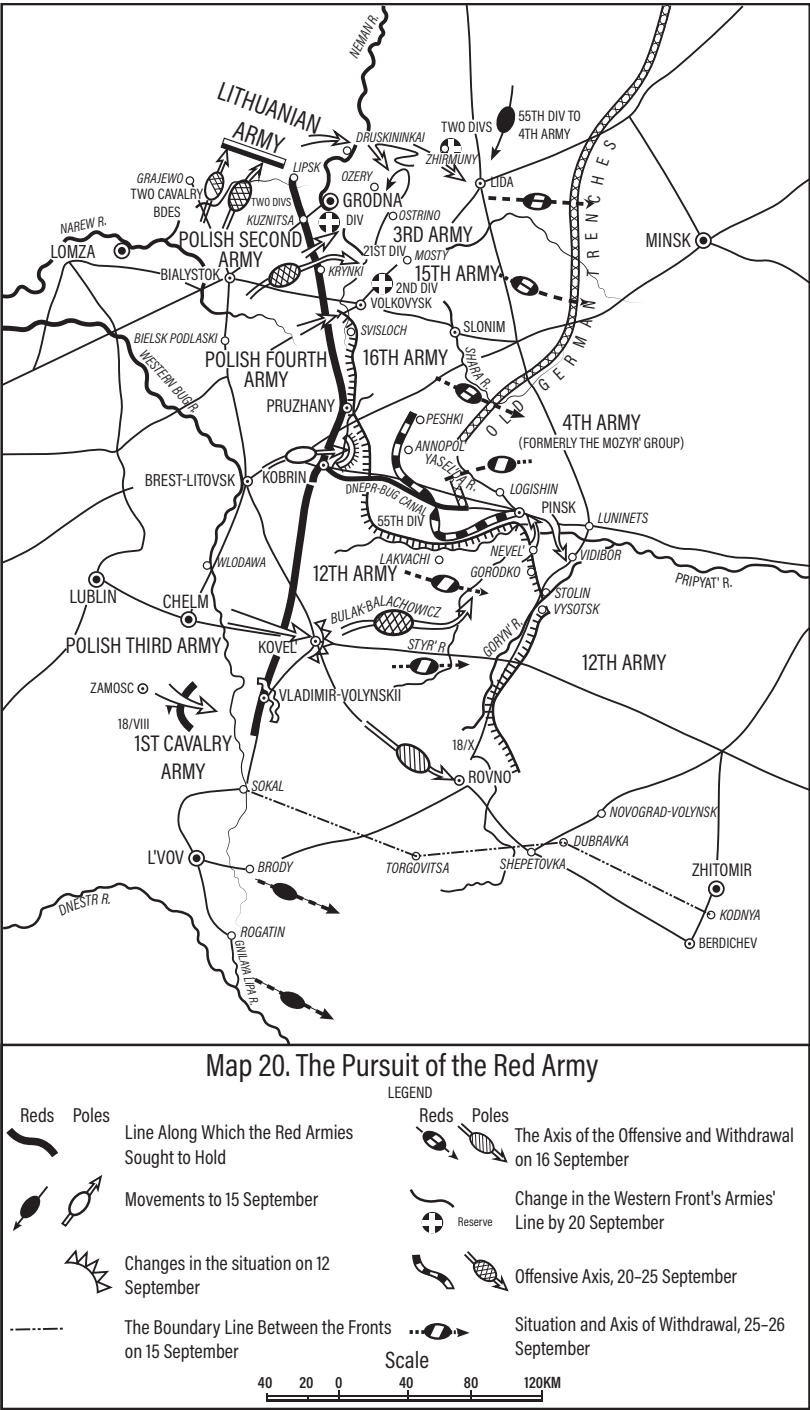 NEMAN R.
LITHUANIAN
ARMY
DRUSKININKAI
TWO DIVS
55TH DIV TO
4TH ARMY
ZHIRMUNY
LIPSK
OZERY
LIDA
GRAJEWO
TWO CAVALRY
BDES
TWO DIVS
GRODNA
KUZNITSA
DIV
OSTRINO
3RD ARMY
NAREW R.
LOMZA
POLISH SECOND
ARMY
21ST DIV
MOSTY
MINSK
BIALYSTOK
KRYNKI
15TH ARMY
2ND DIV
VOLKOVYSK
OLD GERMAN TRENCHES
SVISLOCH
SLONIM
BIELSK PODLASKI
WESTERN BUG R.
POLISH FOURTH
ARMY
16TH ARMY
SHARA R.
PRUZHANY
PESHKI
4TH ARMY
(FORMERLY THE MOZYR' GROUP)
ANNOPOL'
YASEL'DA R.
BREST-LITOVSK
KOBRIN
DNEPR-BUG CANAL
LOGISHIN
PINSK
55TH DIV
LUNINETS
NEVEL'
VIDIBOR
LAKVACHI
GORODKO
WLODAWA
12TH ARMY
PRIPYAT' R.
LUBLIN
CHELM
STOLIN
VYSOTSK
BULAK-BALACHOWICZ
POLISH THIRD ARMY
KOVEL'
STYR' R
GORYN' R.
12TH ARMY
ZAMOSC
18/VIII
VLADIMIR-VOLYNSKII
1ST CAVALRY
ARMY
18/X
ROVNO
SOKAL
NOVOGRAD-VOLYNSK
DUBRAVKA
L'VOV
BRODY
TORGOVITSA
SHEPETOVKA
ZHITOMIR
DNESTR R.
KODNYA
ROGATIN
BERDICHEV
GNILAYA LIPA R.
Map 20. The Pursuit of the Red Army
LEGEND
Reds Poles
Line Along Which the Red Armies
Sought to Hold
Movements to 15 September
Changes in the situation on 12
September
The Boundary Line Between the Fronts
on 15 September
Reds Poles
The Axis of the Offensive and Withdrawal
on 16 September
Change in the Western Front's Armies'
Line by 20 September
Reserve
Offensive Axis, 20–25 September
Situation and Axis of Withdrawal, 25–26
September
Scale
40 20 0 40 80 120KM